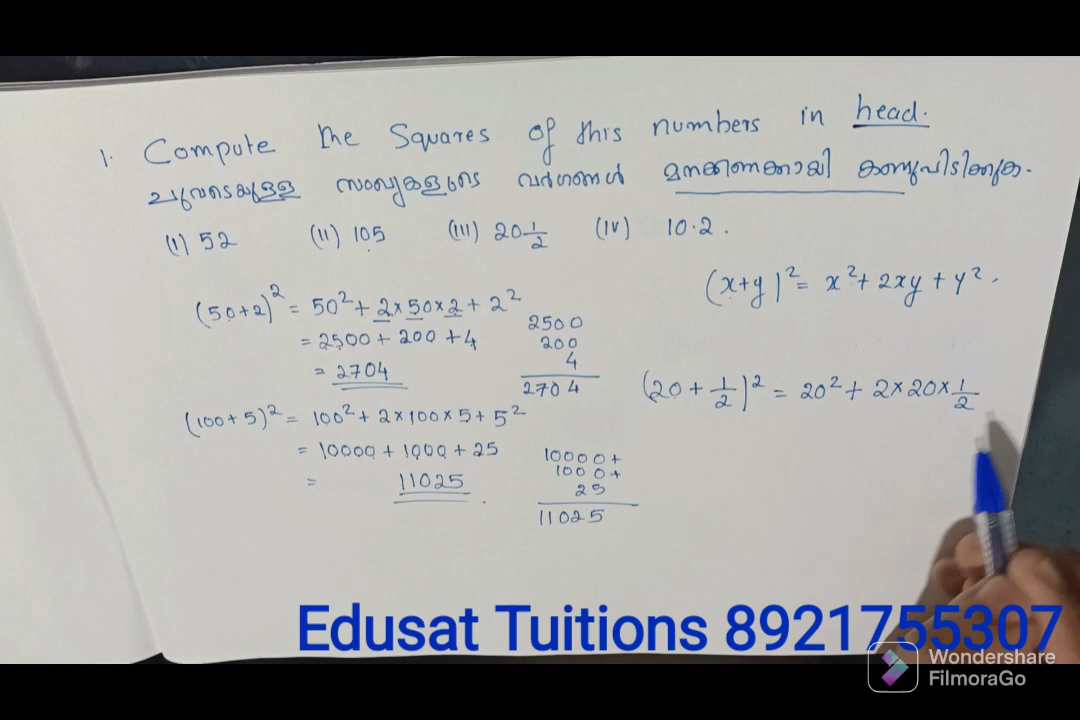 1. Compute the Squares of this numbers in head.
ചുവടെയുള്ള സംഖ്യകളുടെ വർഗങ്ങൾ മനക്കണക്കായി കണ്ടുപിടിക്കുക.
(I) 52 (II) 105 (III) 20 1/2 (IV) 10.2.
(x+y)² = x² + 2xy + y².
(50+2)² = 50² + 2×50×2 + 2²
= 2500 + 200 + 4
= 2704
2500
200
4
2704
(100+5)² = 100² + 2×100×5 + 5²
= 10000 + 1000 + 25
= 11025.
10000+
1000+
25
11025
(20 + 1/2)² = 20² + 2×20×1/2
Edusat Tuitions 8921755307
Wondershare
FilmoraGo